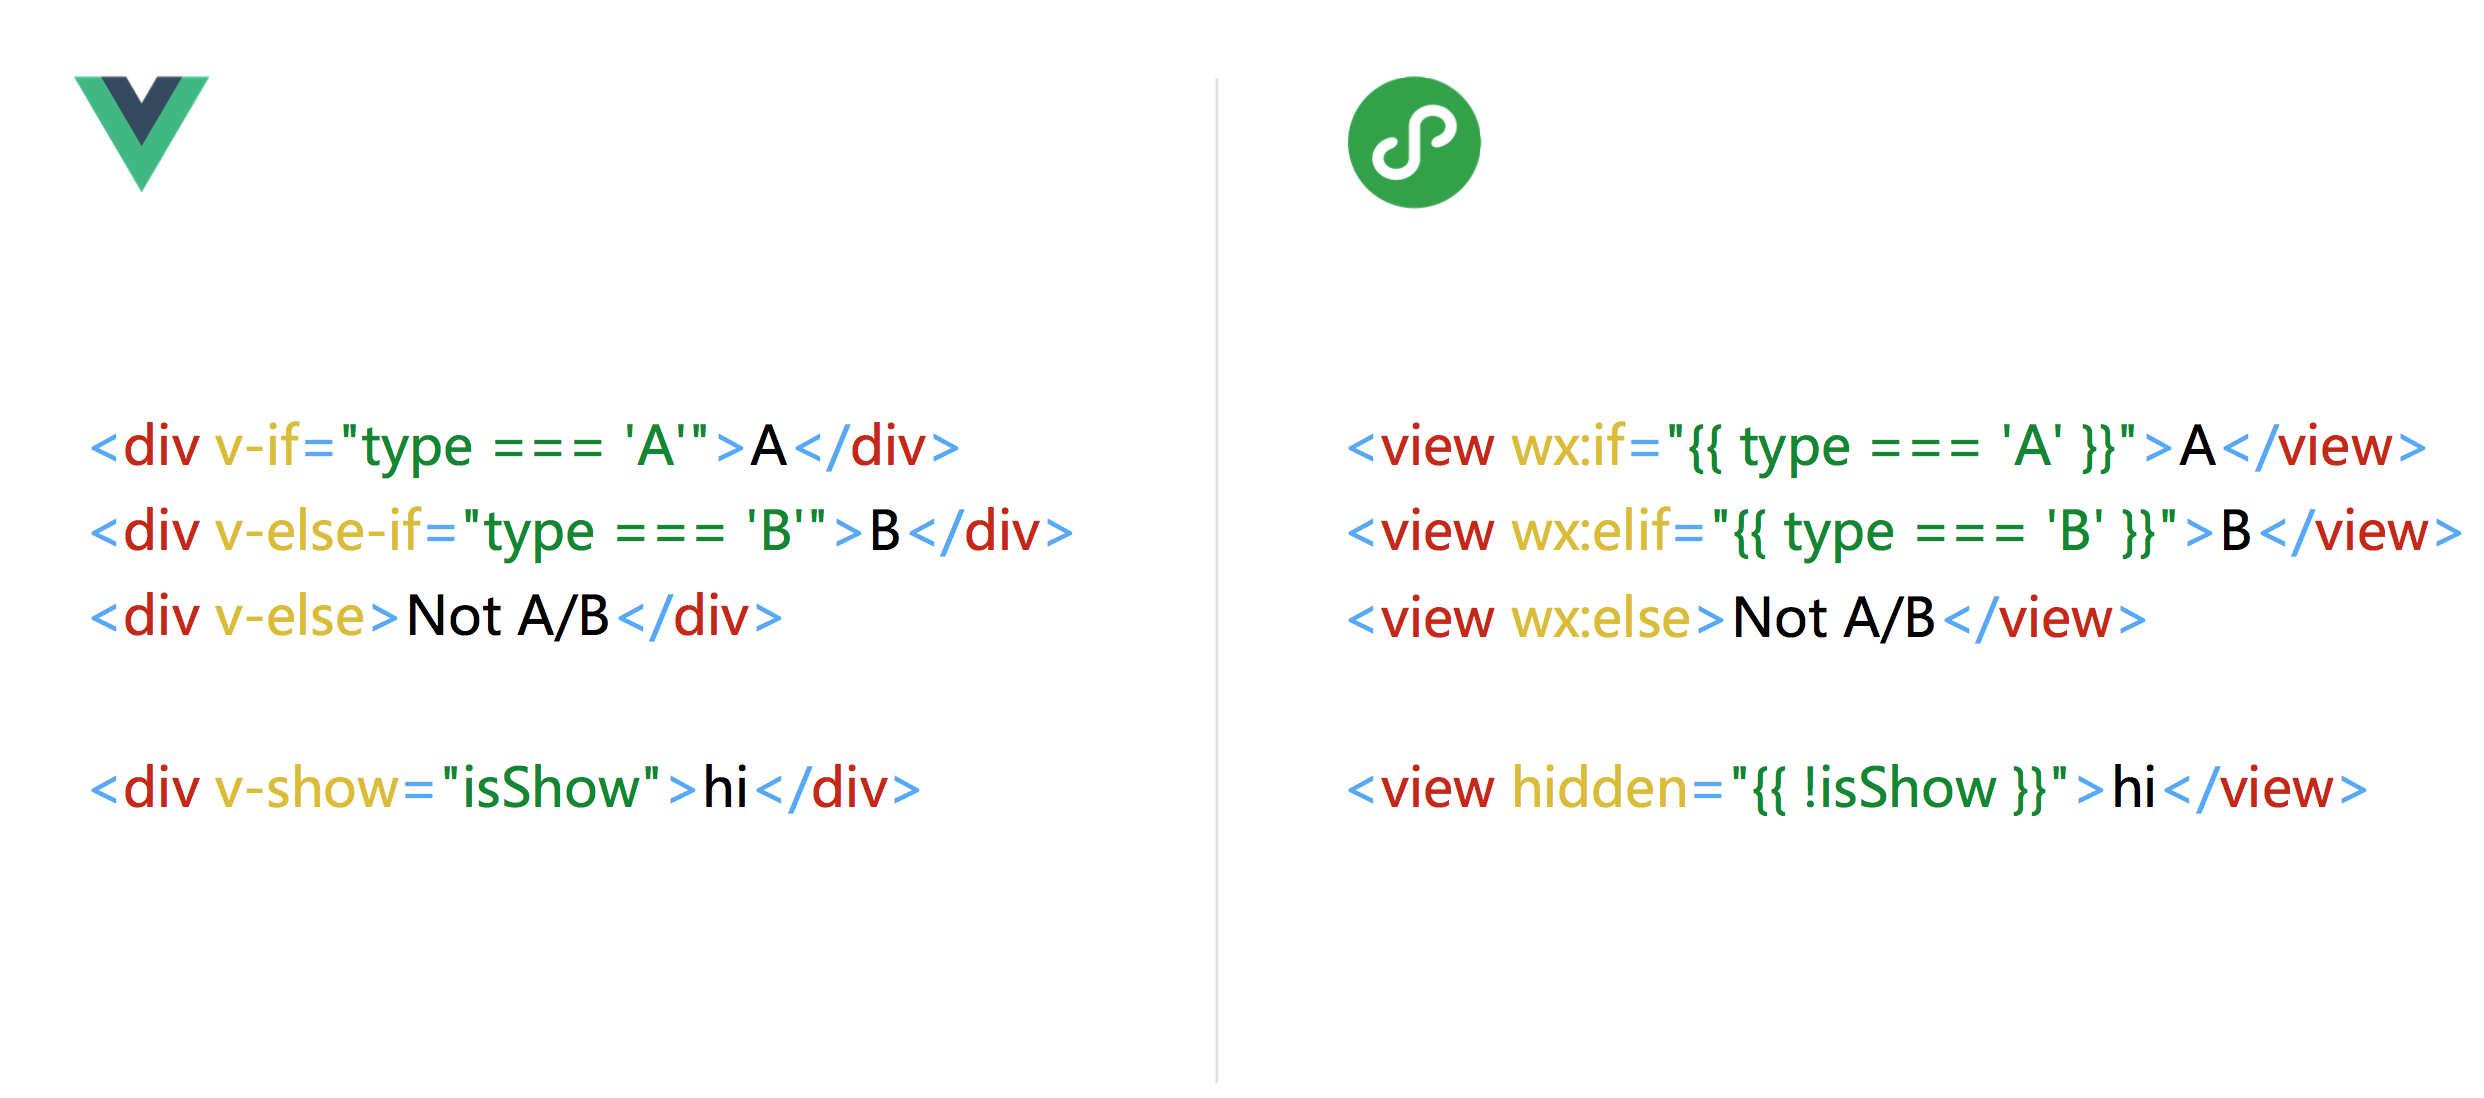 <div v-if="type === 'A'">A</div>
<div v-else-if="type === 'B'">B</div>
<div v-else>Not A/B</div>
<div v-show="isShow">hi</div>
<view wx:if="{{ type === 'A' }}">A</view>
<view wx:elif="{{ type === 'B' }}">B</view>
<view wx:else>Not A/B</view>
<view hidden="{{ !isShow }}">hi</view>